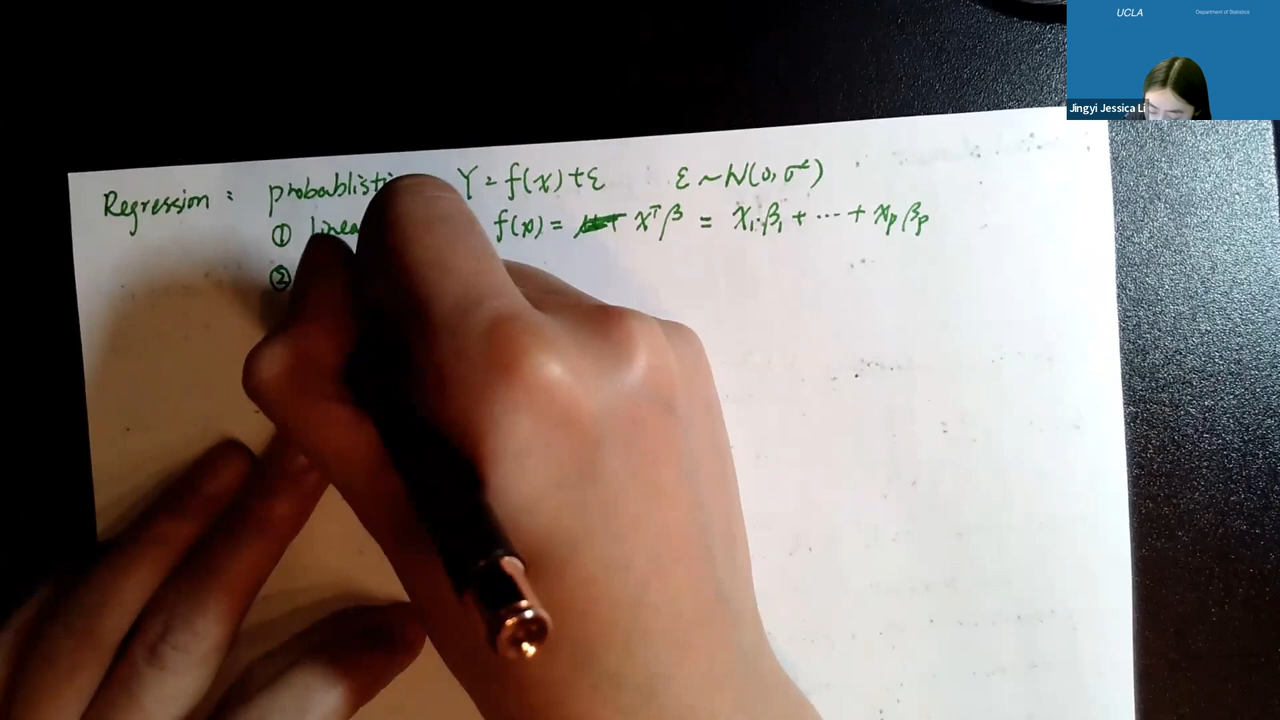 UCLA
Department of Statistics
Jingyi Jessica Li
Regression : probablisti Y = f(x) + ε ε ~ N(0, σ²)
① linea f(x) = xᵀβ = x₁β₁ + ⋯ + xₚβₚ
②